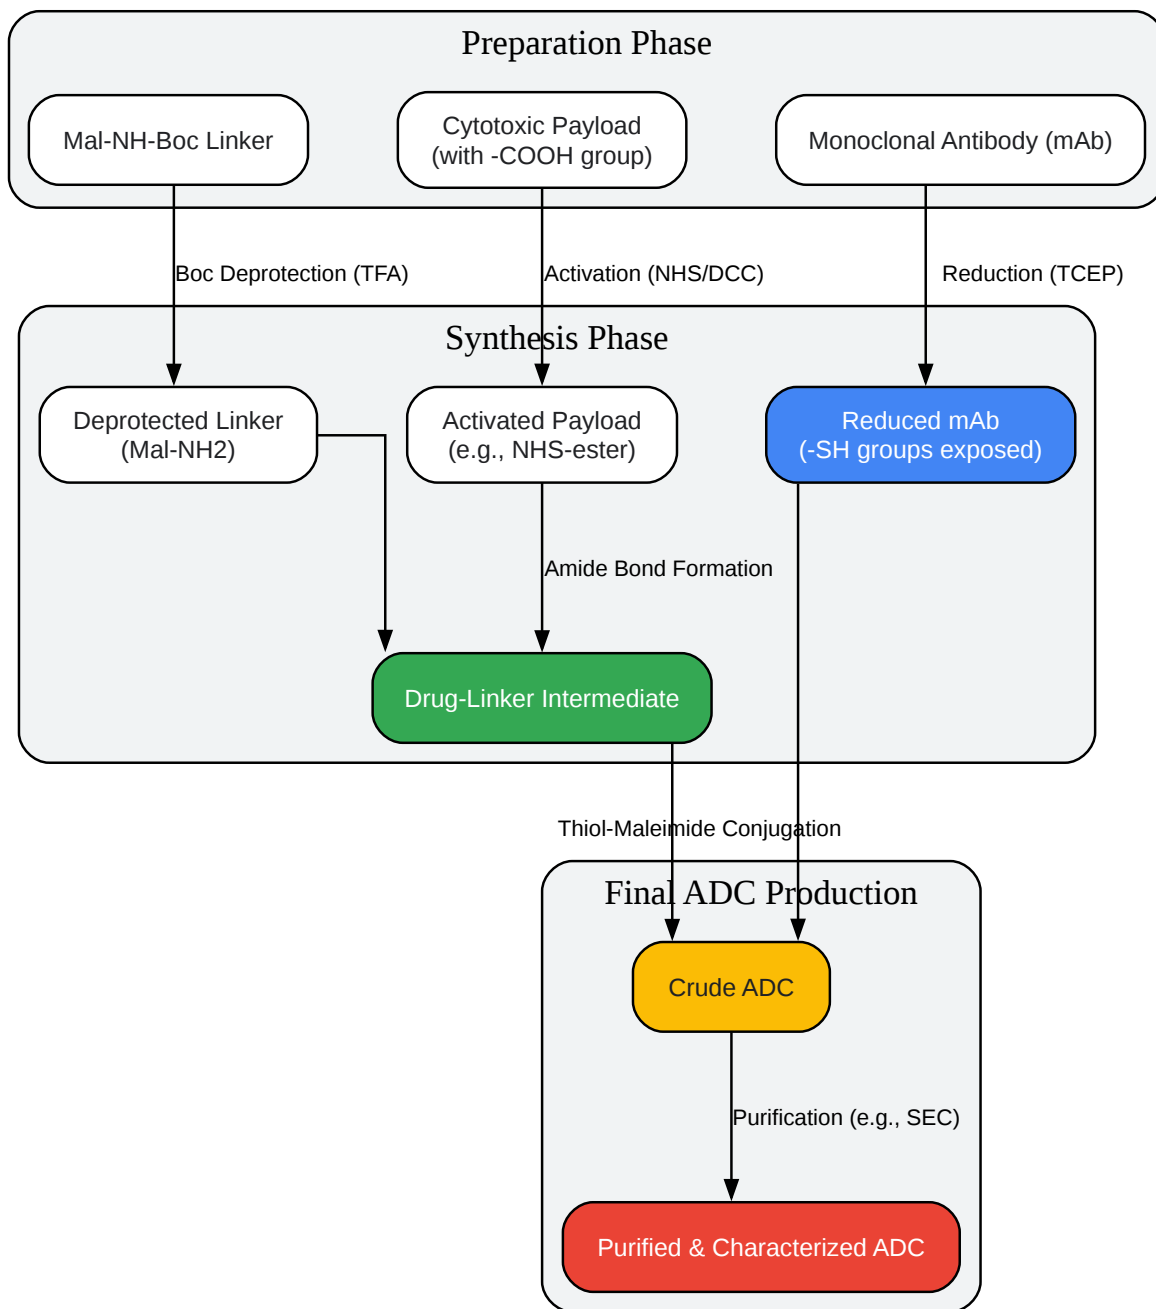 Preparation Phase
Mal-NH-Boc Linker
Cytotoxic Payload
(with -COOH group)
Monoclonal Antibody (mAb)
Boc Deprotection (TFA)
Activation (NHS/DCC)
Reduction (TCEP)
Synthesis Phase
Deprotected Linker
(Mal-NH2)
Activated Payload
(e.g., NHS-ester)
Reduced mAb
(-SH groups exposed)
Amide Bond Formation
Drug-Linker Intermediate
Thiol-Maleimide Conjugation
Final ADC Production
Crude ADC
Purification (e.g., SEC)
Purified & Characterized ADC